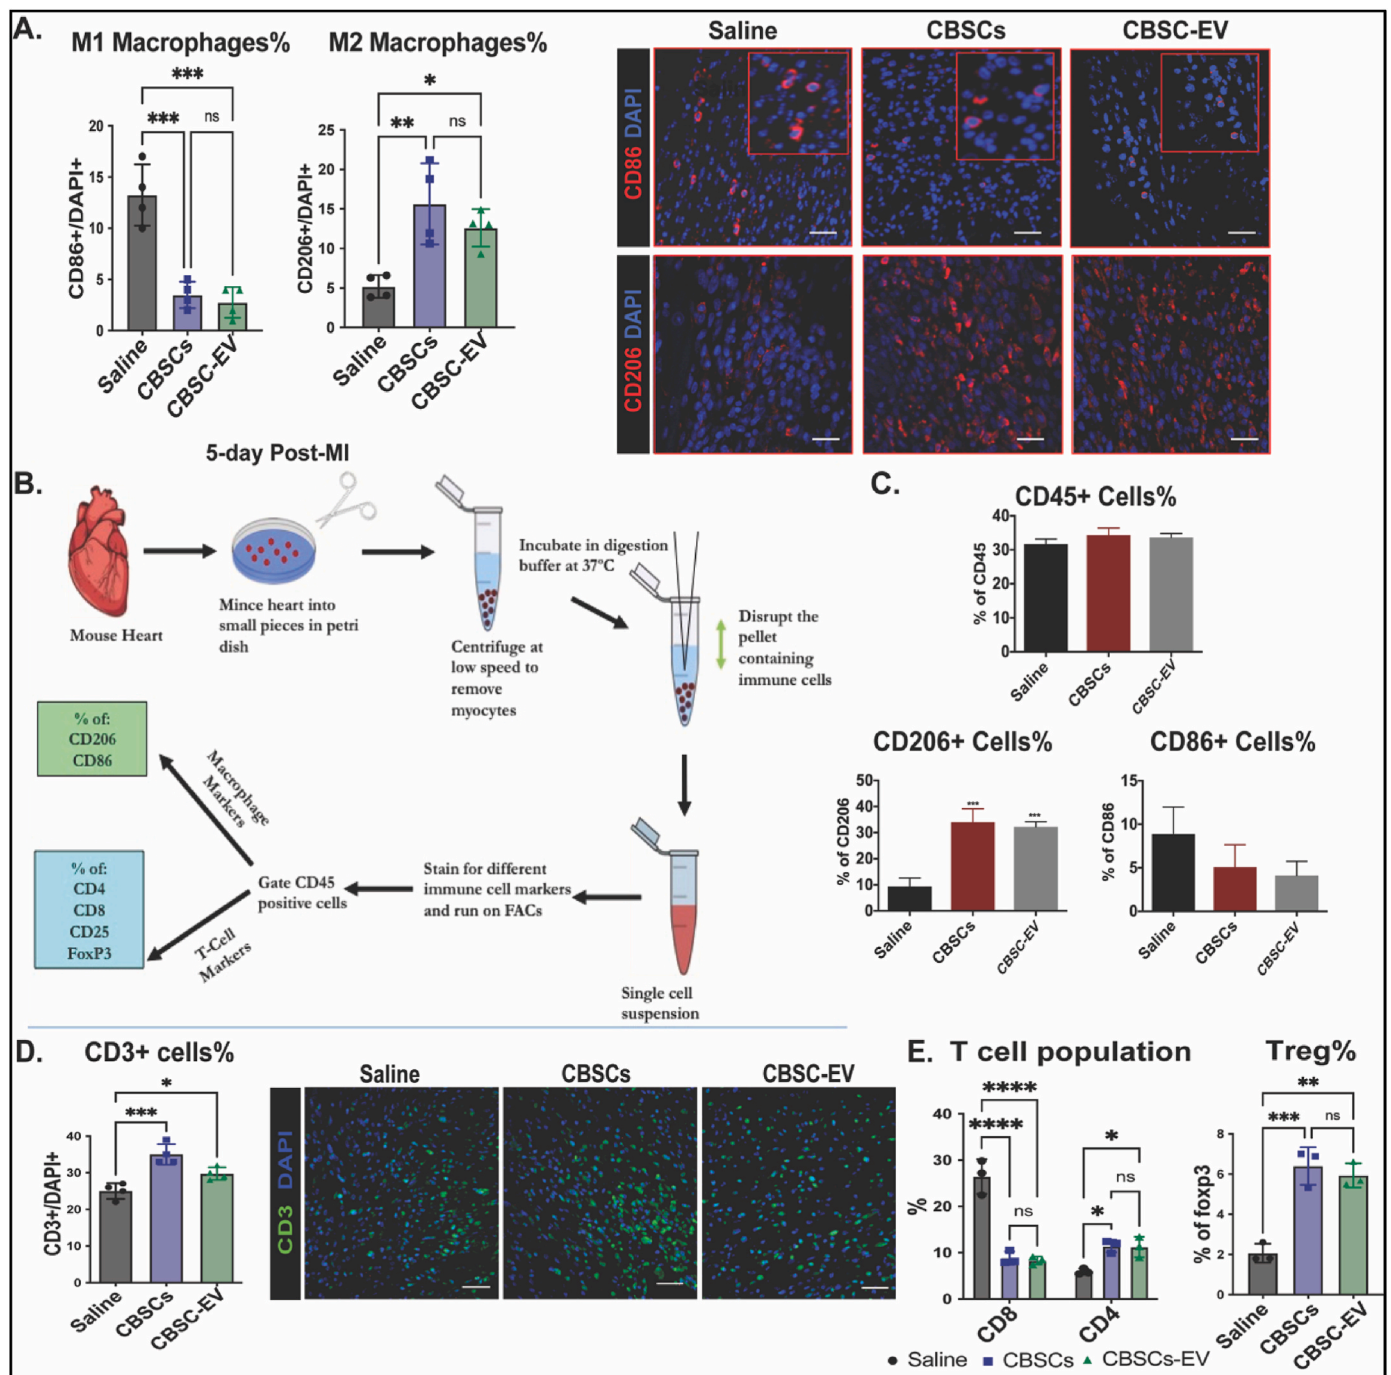 A.
M1 Macrophages%
***
***
ns
CD86+/DAPI+
20
15
10
5
0
Saline
CBSCs
CBSC-EV
M2 Macrophages%
*
**
ns
CD206+/DAPI+
25
20
15
10
5
0
Saline
CBSCs
CBSC-EV
Saline
CBSCs
CBSC-EV
CD86 DAPI
CD206 DAPI
5-day Post-MI
B.
Mouse Heart
Mince heart into
small pieces in petri
dish
Centrifuge at
low speed to
remove
myocytes
Incubate in digestion
buffer at 37°C
Disrupt the
pellet
containing
immune cells
Single cell
suspension
Stain for different
immune cell markers
and run on FACs
Gate CD45
positive cells
Macrophage
Markers
T-Cell
Markers
% of:
CD206
CD86
% of:
CD4
CD8
CD25
FoxP3
C.
CD45+ Cells%
% of CD45
40
30
20
10
0
Saline
CBSCs
CBSC-EV
CD206+ Cells%
% of CD206
50
40
30
20
10
0
***
***
Saline
CBSCs
CBSC-EV
CD86+ Cells%
% of CD86
15
10
5
0
Saline
CBSCs
CBSC-EV
D.
CD3+ cells%
*
***
CD3+/DAPI+
40
30
20
10
0
Saline
CBSCs
CBSC-EV
Saline
CBSCs
CBSC-EV
CD3 DAPI
E.
T cell population
****
****
ns
*
ns
*
%
40
30
20
10
0
CD8
CD4
Treg%
**
***
ns
% of foxp3
8
6
4
2
0
Saline
CBSCs
CBSC-EV
Saline
CBSCs
CBSCs-EV